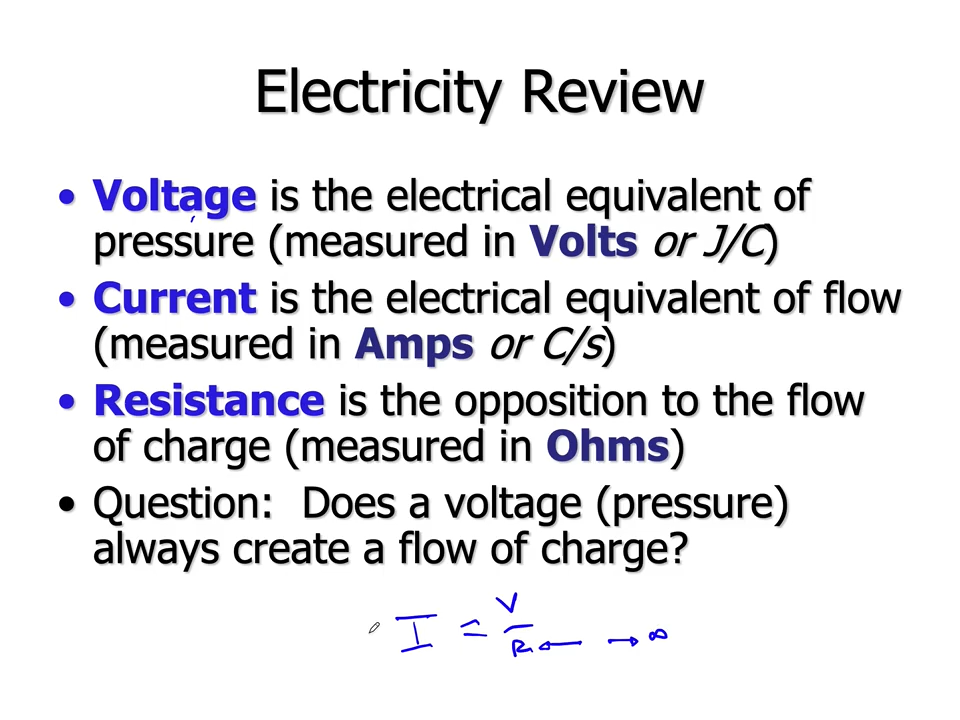 Electricity Review
• Voltage is the electrical equivalent of
pressure (measured in Volts or J/C)
• Current is the electrical equivalent of flow
(measured in Amps or C/s)
• Resistance is the opposition to the flow
of charge (measured in Ohms)
• Question: Does a voltage (pressure)
always create a flow of charge?
V
I = ―
R ← → ∞